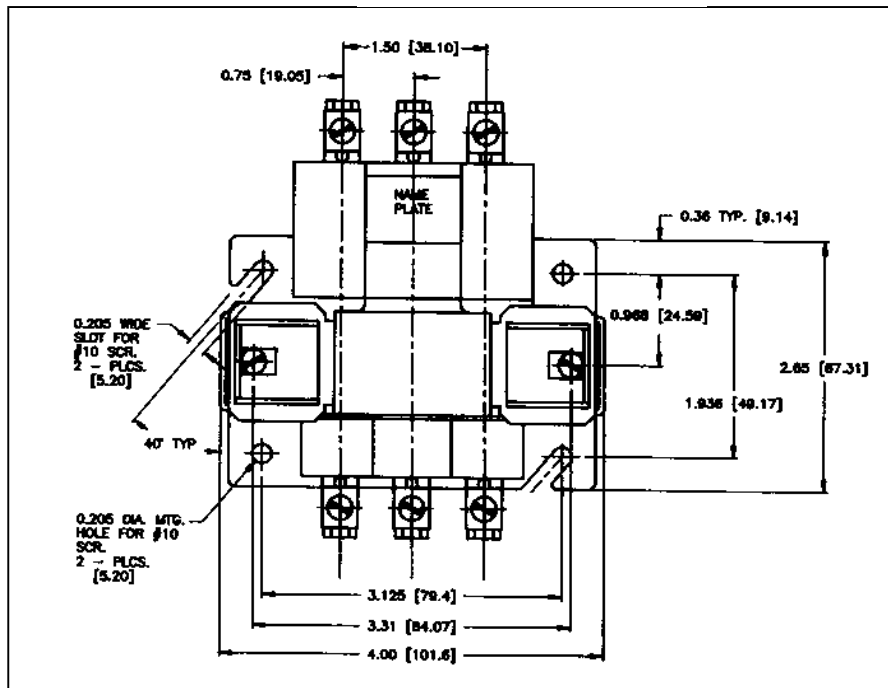 1.50 [38.10]
0.75 [19.05]
NAME
PLATE
0.36 TYP. [9.14]
0.205 WIDE
SLOT FOR
#10 SCR.
2 - PLCS.
[5.20]
0.968 [24.59]
2.65 [67.31]
1.936 [49.17]
40° TYP
0.205 DIA. MTG.
HOLE FOR #10
SCR.
2 - PLCS.
[5.20]
3.125 [79.4]
3.31 [84.07]
4.00 [101.6]